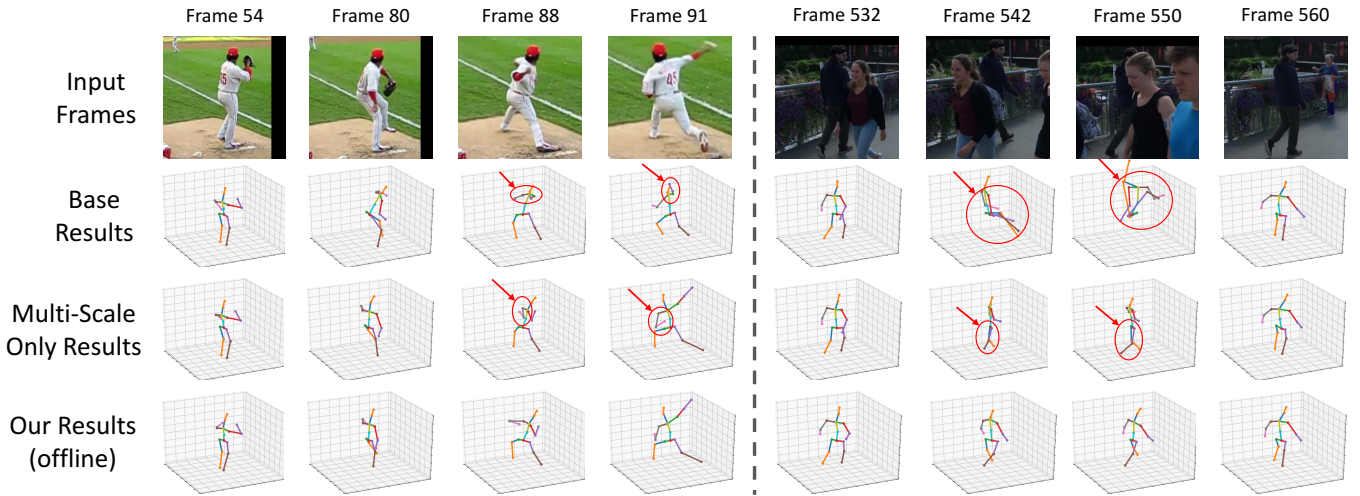 Frame 54 Frame 80 Frame 88 Frame 91 Frame 532 Frame 542 Frame 550 Frame 560
Input
Frames
45
Base
Results
Multi-Scale
Only Results
Our Results
(offline)